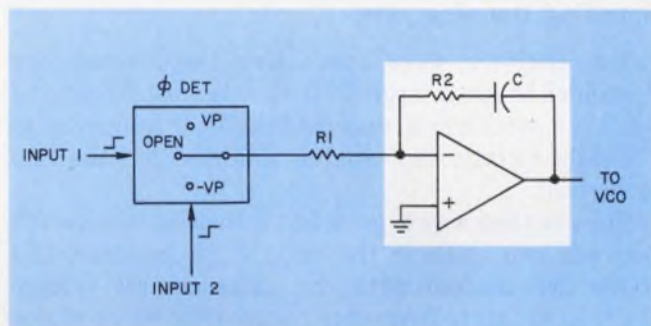 ϕ DET
VP
OPEN
-VP
INPUT 1
INPUT 2
R1
R2
C
−
+
TO
VCO